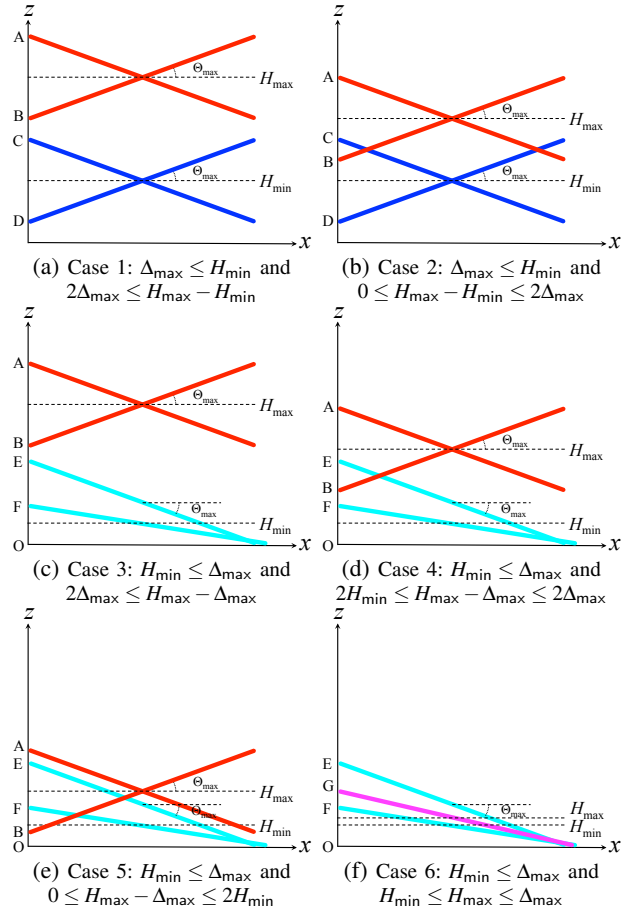 z
A
Θmax
Hmax
B
C
Θmax
Hmin
D
x
(a) Case 1: Δmax ≤ Hmin and
2Δmax ≤ Hmax − Hmin
z
A
Θmax
Hmax
C
B
Θmax
Hmin
D
x
(b) Case 2: Δmax ≤ Hmin and
0 ≤ Hmax − Hmin ≤ 2Δmax
z
A
Θmax
Hmax
B
E
F
Θmax
Hmin
O
x
(c) Case 3: Hmin ≤ Δmax and
2Δmax ≤ Hmax − Δmax
z
A
Θmax
Hmax
E
B
F
Θmax
Hmin
O
x
(d) Case 4: Hmin ≤ Δmax and
2Hmin ≤ Hmax − Δmax ≤ 2Δmax
z
A
E
Θmax
Hmax
F
Θmax
Hmin
B
O
x
(e) Case 5: Hmin ≤ Δmax and
0 ≤ Hmax − Δmax ≤ 2Hmin
z
E
G
Θmax
F
Hmax
Hmin
O
x
(f) Case 6: Hmin ≤ Δmax and
Hmin ≤ Hmax ≤ Δmax